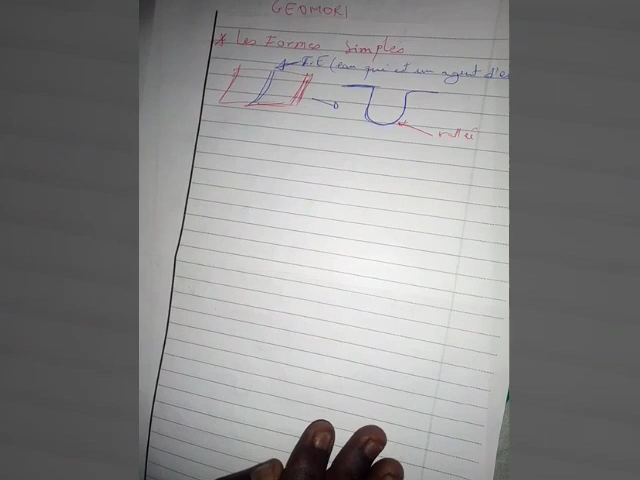 GEOMORI
* Les Formes Simples
F.E (eau qui est un agent d'e
vallée